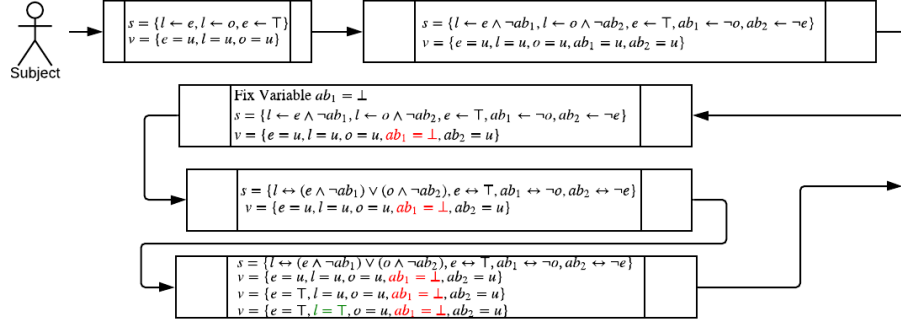 s = {l ← e, l ← o, e ← ⊤}
v = {e = u, l = u, o = u}
Subject
s = {l ← e ∧ ¬ab₁, l ← o ∧ ¬ab₂, e ← ⊤, ab₁ ← ¬o, ab₂ ← ¬e}
v = {e = u, l = u, o = u, ab₁ = u, ab₂ = u}
Fix Variable ab₁ = ⊥
s = {l ← e ∧ ¬ab₁, l ← o ∧ ¬ab₂, e ← ⊤, ab₁ ← ¬o, ab₂ ← ¬e}
v = {e = u, l = u, o = u, ab₁ = ⊥, ab₂ = u}
s = {l ↔ (e ∧ ¬ab₁) ∨ (o ∧ ¬ab₂), e ↔ ⊤, ab₁ ↔ ¬o, ab₂ ↔ ¬e}
v = {e = u, l = u, o = u, ab₁ = ⊥, ab₂ = u}
s = {l ↔ (e ∧ ¬ab₁) ∨ (o ∧ ¬ab₂), e ↔ ⊤, ab₁ ↔ ¬o, ab₂ ↔ ¬e}
v = {e = u, l = u, o = u, ab₁ = ⊥, ab₂ = u}
v = {e = ⊤, l = u, o = u, ab₁ = ⊥, ab₂ = u}
v = {e = ⊤, l = ⊤, o = u, ab₁ = ⊥, ab₂ = u}